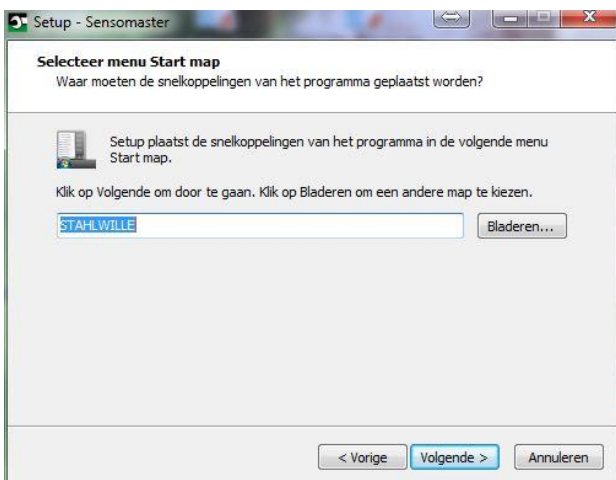 Setup - Sensomaster
Selecteer menu Start map
Waar moeten de snelkoppelingen van het programma geplaatst worden?
Setup plaatst de snelkoppelingen van het programma in de volgende menu
Start map.
Klik op Volgende om door te gaan. Klik op Bladeren om een andere map te kiezen.
STAHLWILLE
Bladeren...
< Vorige
Volgende >
Annuleren